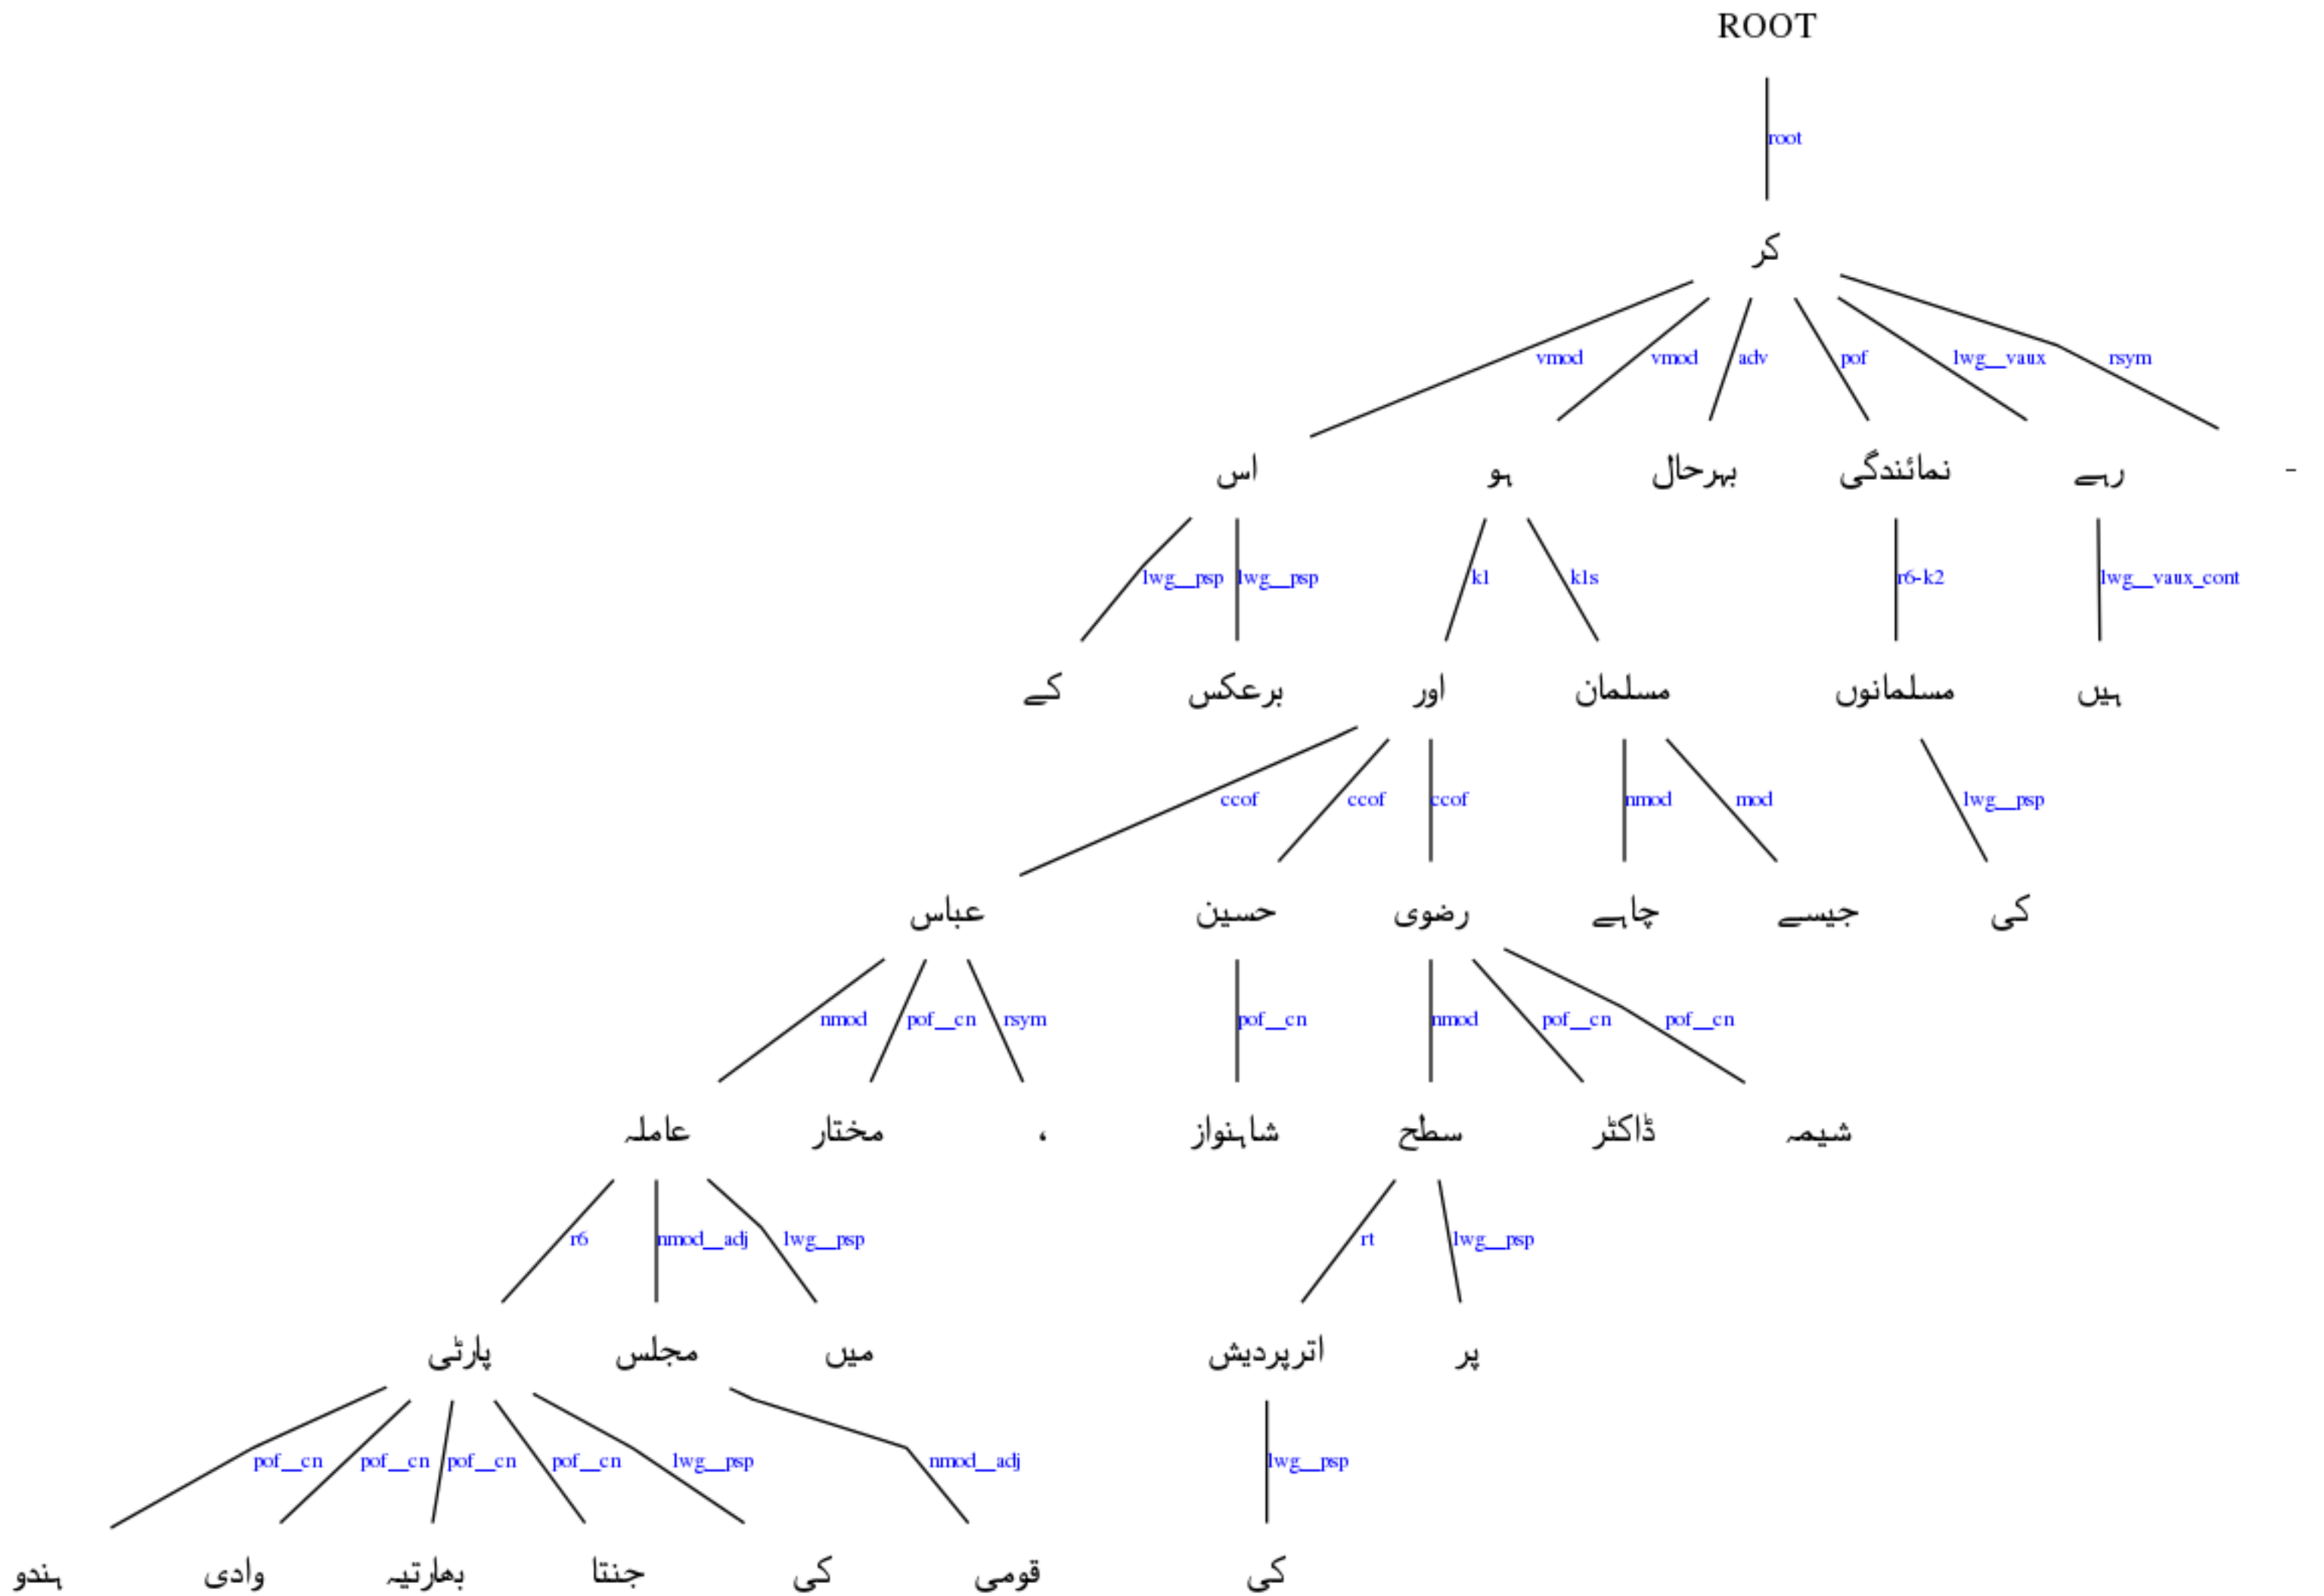 ROOT
root
کر
vmod vmod adv pof lwg__vaux rsym
اس ہو بہرحال نمائندگی رہے -
lwg__psp lwg__psp k1 k1s r6-k2 lwg__vaux_cont
کے برعکس اور مسلمان مسلمانوں ہیں
ccof ccof ccof nmod mod lwg__psp
عباس حسین رضوی چاہے جیسے کی
nmod pof__cn rsym pof__cn nmod pof__cn pof__cn
عاملہ مختار ، شاہنواز سطح ڈاکٹر شیمہ
r6 nmod__adj lwg__psp rt lwg__psp
پارٹی مجلس میں اترپردیش پر
pof__cn pof__cn pof__cn pof__cn lwg__psp nmod__adj lwg__psp
ہندو وادی بھارتیہ جنتا کی قومی کی